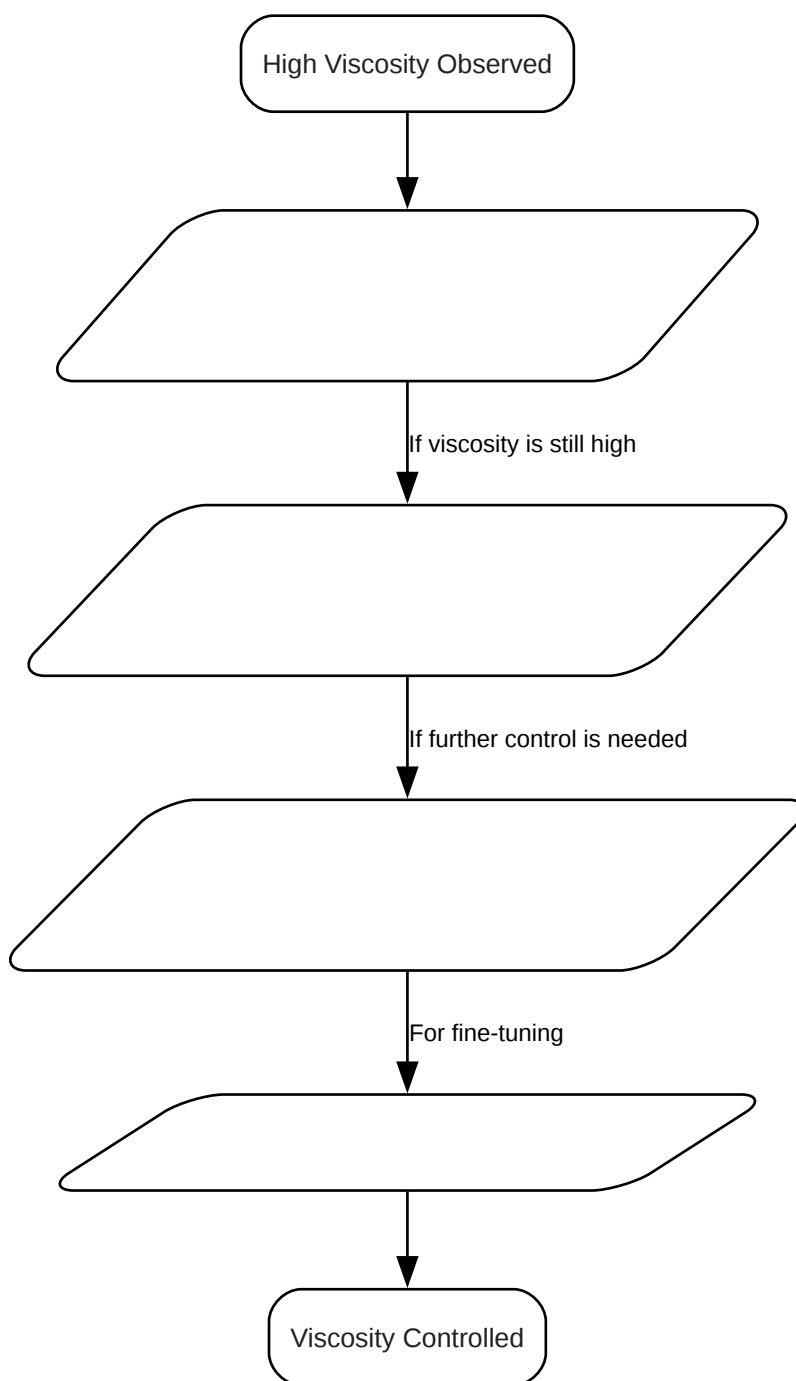 High Viscosity Observed
If viscosity is still high
If further control is needed
For fine-tuning
Viscosity Controlled